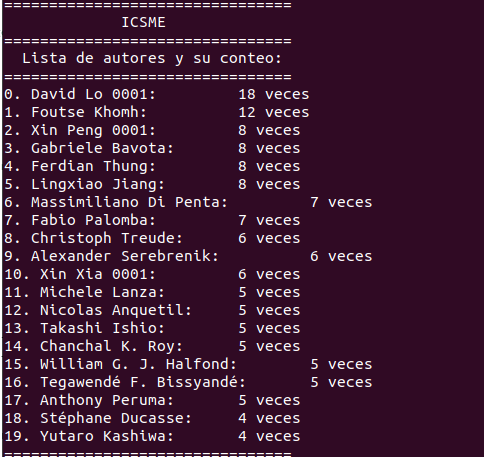 ================================
ICSME
================================
Lista de autores y su conteo:
================================
0. David Lo 0001: 18 veces
1. Foutse Khomh: 12 veces
2. Xin Peng 0001: 8 veces
3. Gabriele Bavota: 8 veces
4. Ferdian Thung: 8 veces
5. Lingxiao Jiang: 8 veces
6. Massimiliano Di Penta: 7 veces
7. Fabio Palomba: 7 veces
8. Christoph Treude: 6 veces
9. Alexander Serebrenik: 6 veces
10. Xin Xia 0001: 6 veces
11. Michele Lanza: 5 veces
12. Nicolas Anquetil: 5 veces
13. Takashi Ishio: 5 veces
14. Chanchal K. Roy: 5 veces
15. William G. J. Halfond: 5 veces
16. Tegawendé F. Bissyandé: 5 veces
17. Anthony Peruma: 5 veces
18. Stéphane Ducasse: 4 veces
19. Yutaro Kashiwa: 4 veces
================================